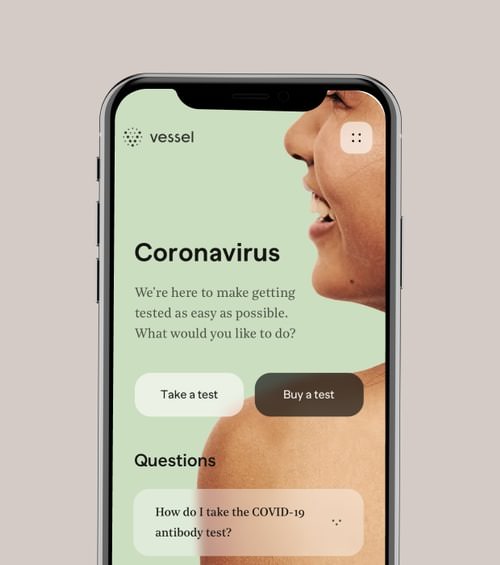 vessel
Coronavirus
We're here to make getting
tested as easy as possible.
What would you like to do?
Take a test
Buy a test
Questions
How do I take the COVID-19
antibody test?